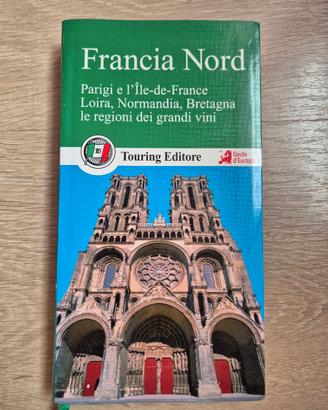 Francia Nord
Parigi e l'Île-de-France
Loira, Normandia, Bretagna
le regioni dei grandi vini
Touring Editore
Guide
d'Europa